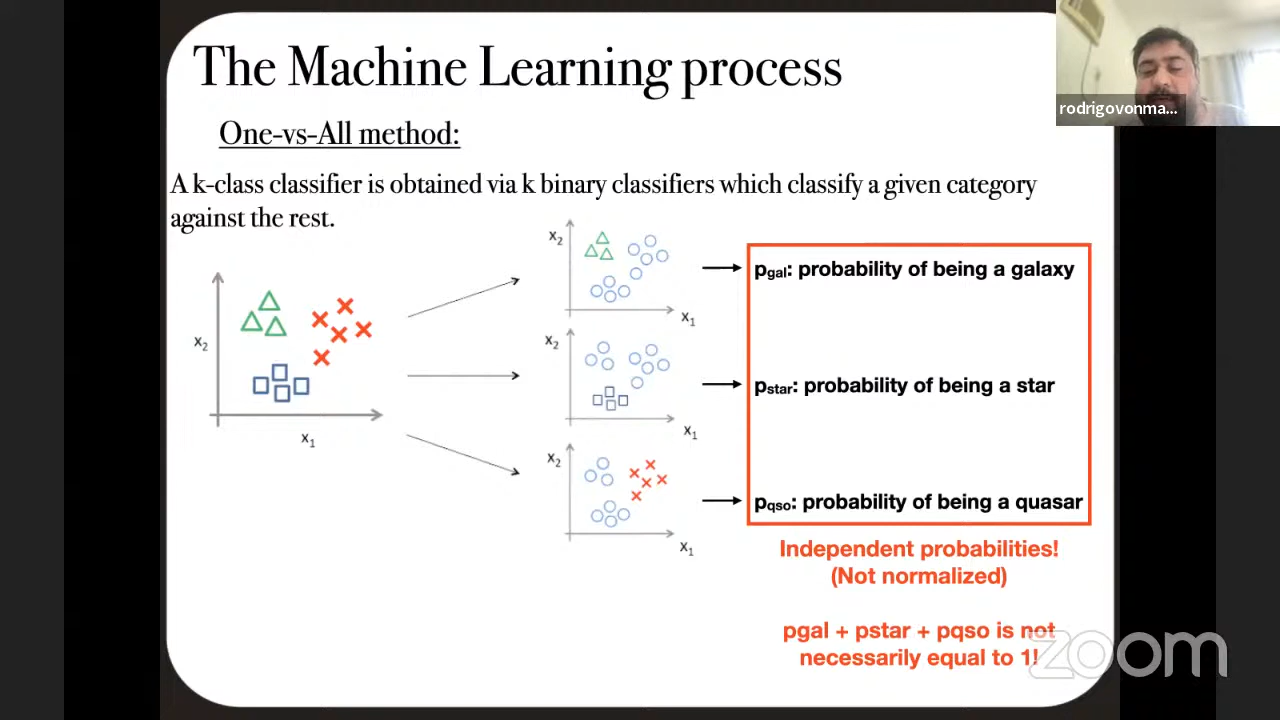 The Machine Learning process
rodrigovonma...
One-vs-All method:
A k-class classifier is obtained via k binary classifiers which classify a given category
against the rest.
x2
x1
x2
x1
pgal: probability of being a galaxy
x2
x1
pstar: probability of being a star
x2
x1
pqso: probability of being a quasar
Independent probabilities!
(Not normalized)
pgal + pstar + pqso is not
necessarily equal to 1!
zoom